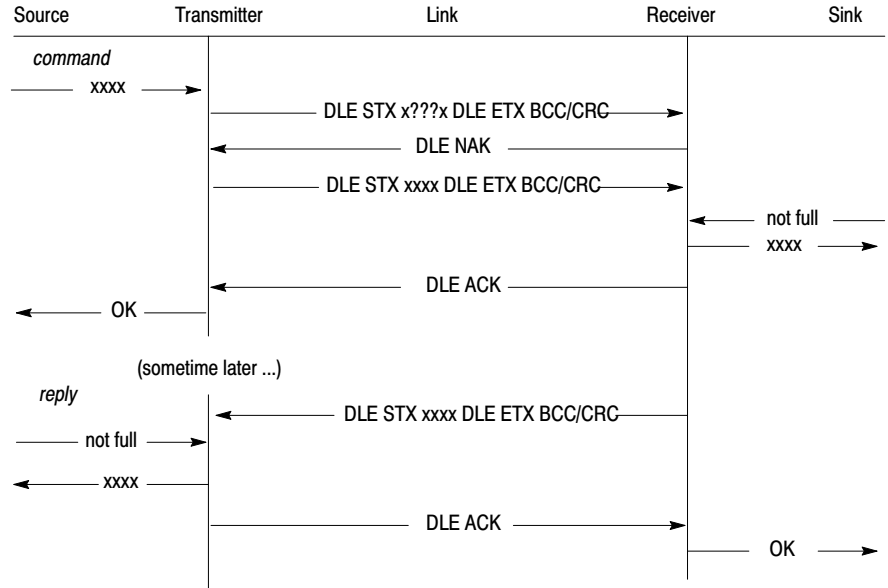 Source Transmitter Link Receiver Sink
command
xxxx
DLE STX x???x DLE ETX BCC/CRC
DLE NAK
DLE STX xxxx DLE ETX BCC/CRC
not full
xxxx
DLE ACK
OK
(sometime later ...)
reply
DLE STX xxxx DLE ETX BCC/CRC
not full
xxxx
DLE ACK
OK